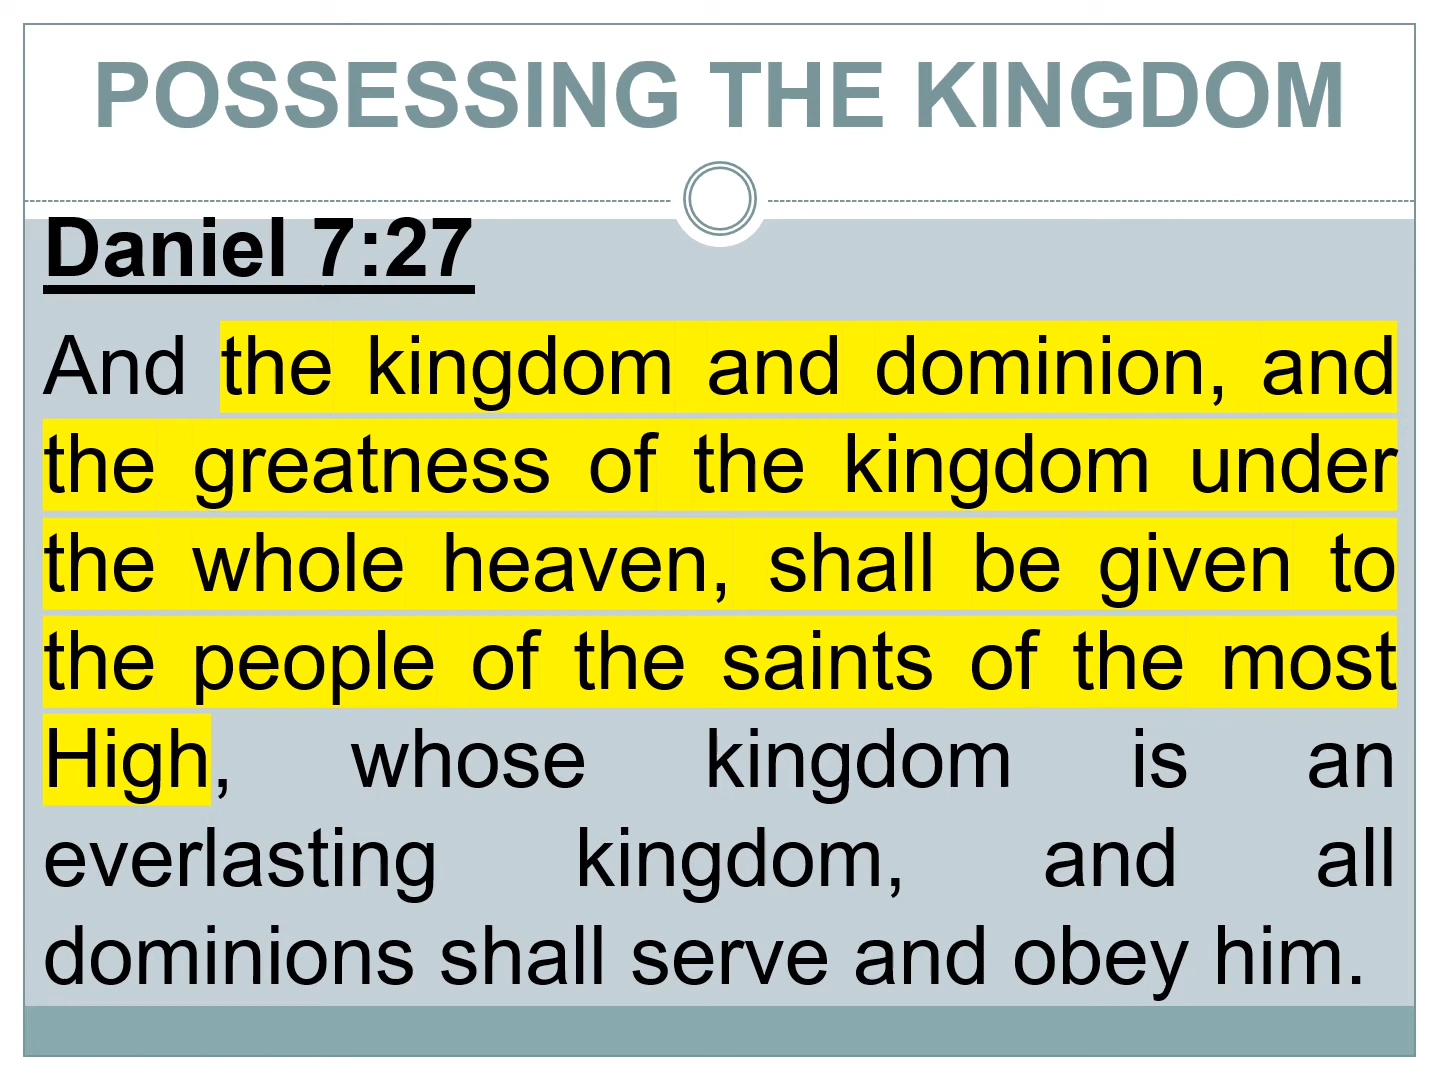 POSSESSING THE KINGDOM
Daniel 7:27
And the kingdom and dominion, and
the greatness of the kingdom under
the whole heaven, shall be given to
the people of the saints of the most
High, whose kingdom is an
everlasting kingdom, and all
dominions shall serve and obey him.